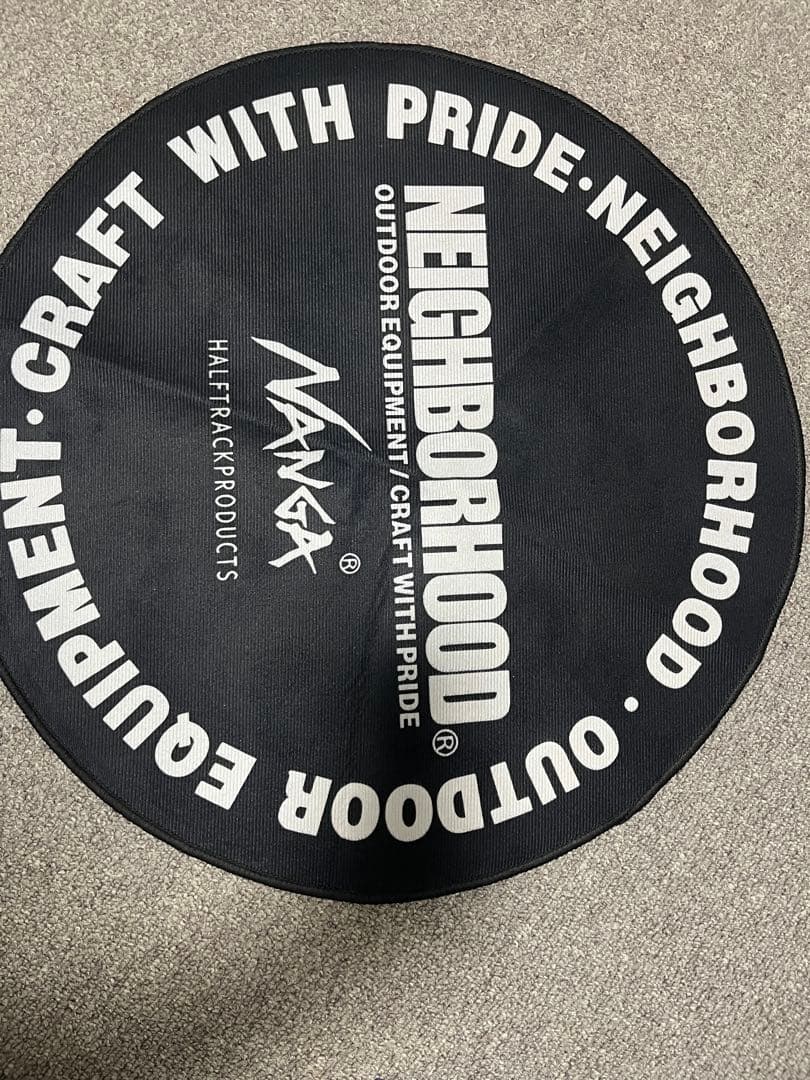 NEIGHBORHOOD · OUTDOOR EQUIPMENT · CRAFT WITH PRIDE ·
NEIGHBORHOOD®
OUTDOOR EQUIPMENT / CRAFT WITH PRIDE
NANGA®
HALFTRACKPRODUCTS